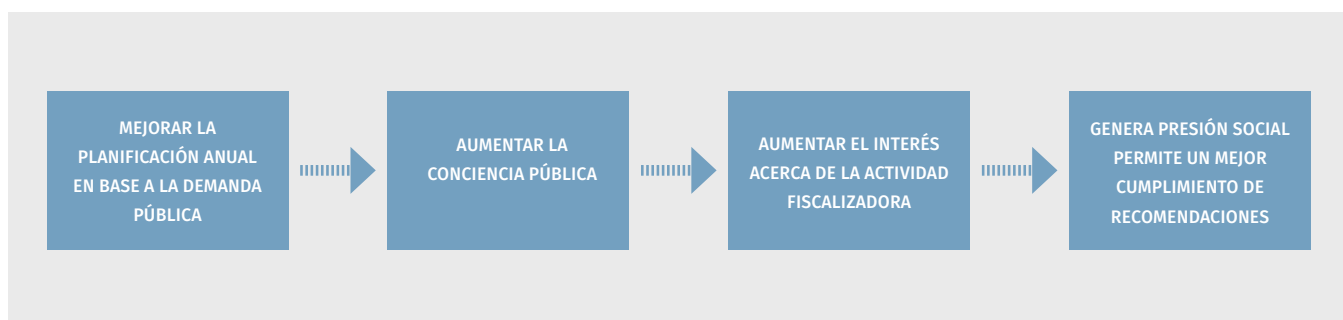 MEJORAR LA
PLANIFICACIÓN ANUAL
EN BASE A LA DEMANDA
PÚBLICA
AUMENTAR LA
CONCIENCIA PÚBLICA
AUMENTAR EL INTERÉS
ACERCA DE LA ACTIVIDAD
FISCALIZADORA
GENERA PRESIÓN SOCIAL
PERMITE UN MEJOR
CUMPLIMIENTO DE
RECOMENDACIONES